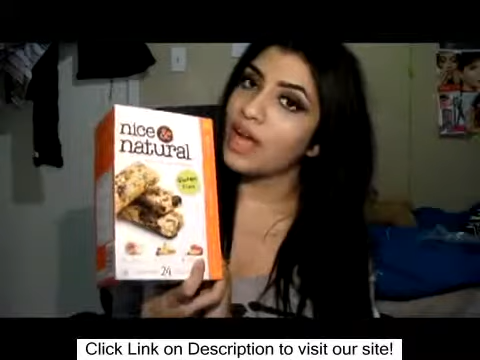 nice &
natural
Gluten
Free
24
Click Link on Description to visit our site!